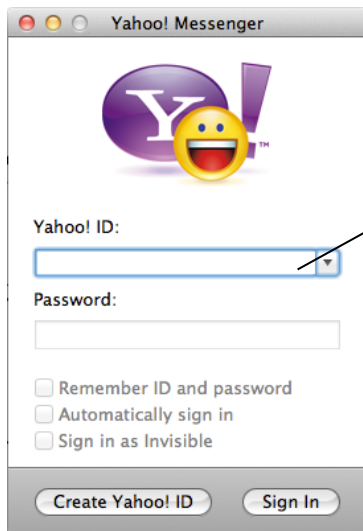 Yahoo! Messenger
Y!
TM
Yahoo! ID:
Password:
Remember ID and password
Automatically sign in
Sign in as Invisible
Create Yahoo! ID
Sign In